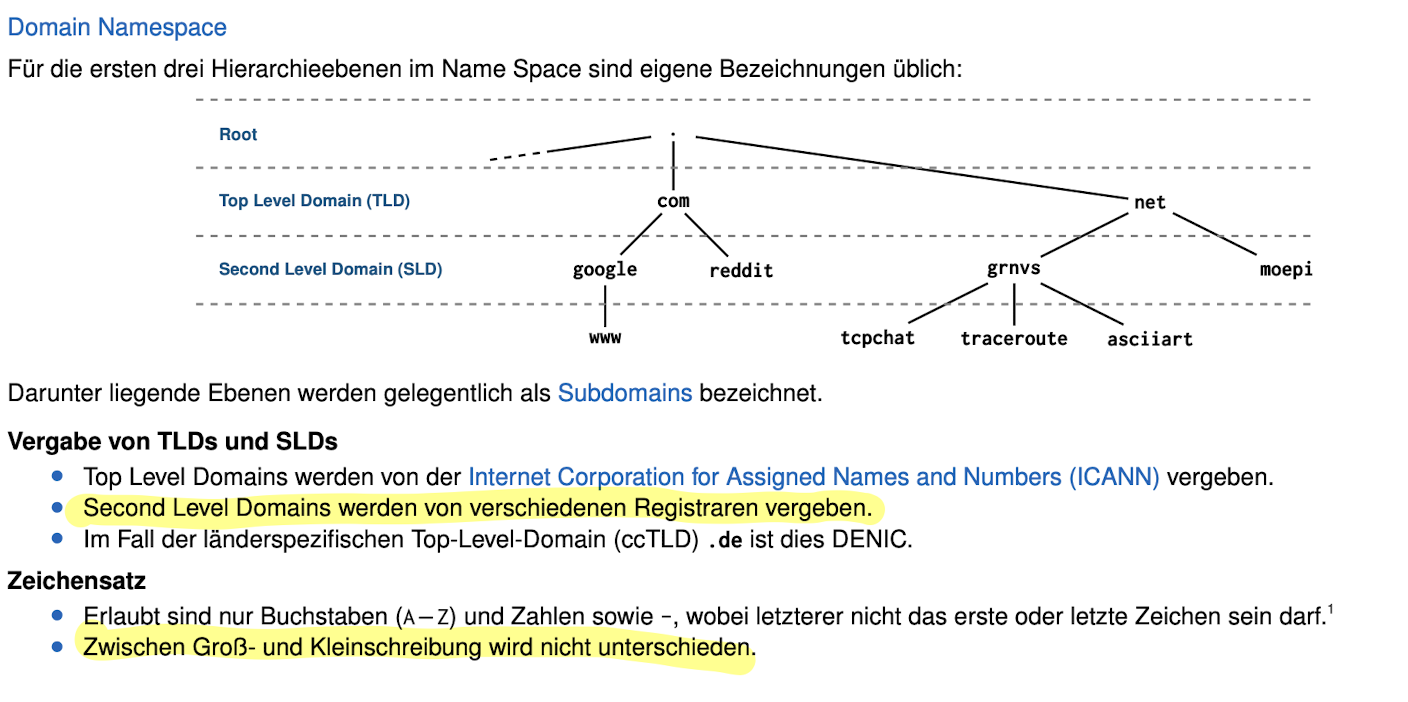 Domain Namespace
Für die ersten drei Hierarchieebenen im Name Space sind eigene Bezeichnungen üblich:
Root .
Top Level Domain (TLD) com net
Second Level Domain (SLD) google reddit grnvs moepi
www tcpchat traceroute asciiart
Darunter liegende Ebenen werden gelegentlich als Subdomains bezeichnet.
Vergabe von TLDs und SLDs
• Top Level Domains werden von der Internet Corporation for Assigned Names and Numbers (ICANN) vergeben.
• Second Level Domains werden von verschiedenen Registraren vergeben.
• Im Fall der länderspezifischen Top-Level-Domain (ccTLD) .de ist dies DENIC.
Zeichensatz
• Erlaubt sind nur Buchstaben (A–Z) und Zahlen sowie -, wobei letzterer nicht das erste oder letzte Zeichen sein darf.¹
• Zwischen Groß- und Kleinschreibung wird nicht unterschieden.